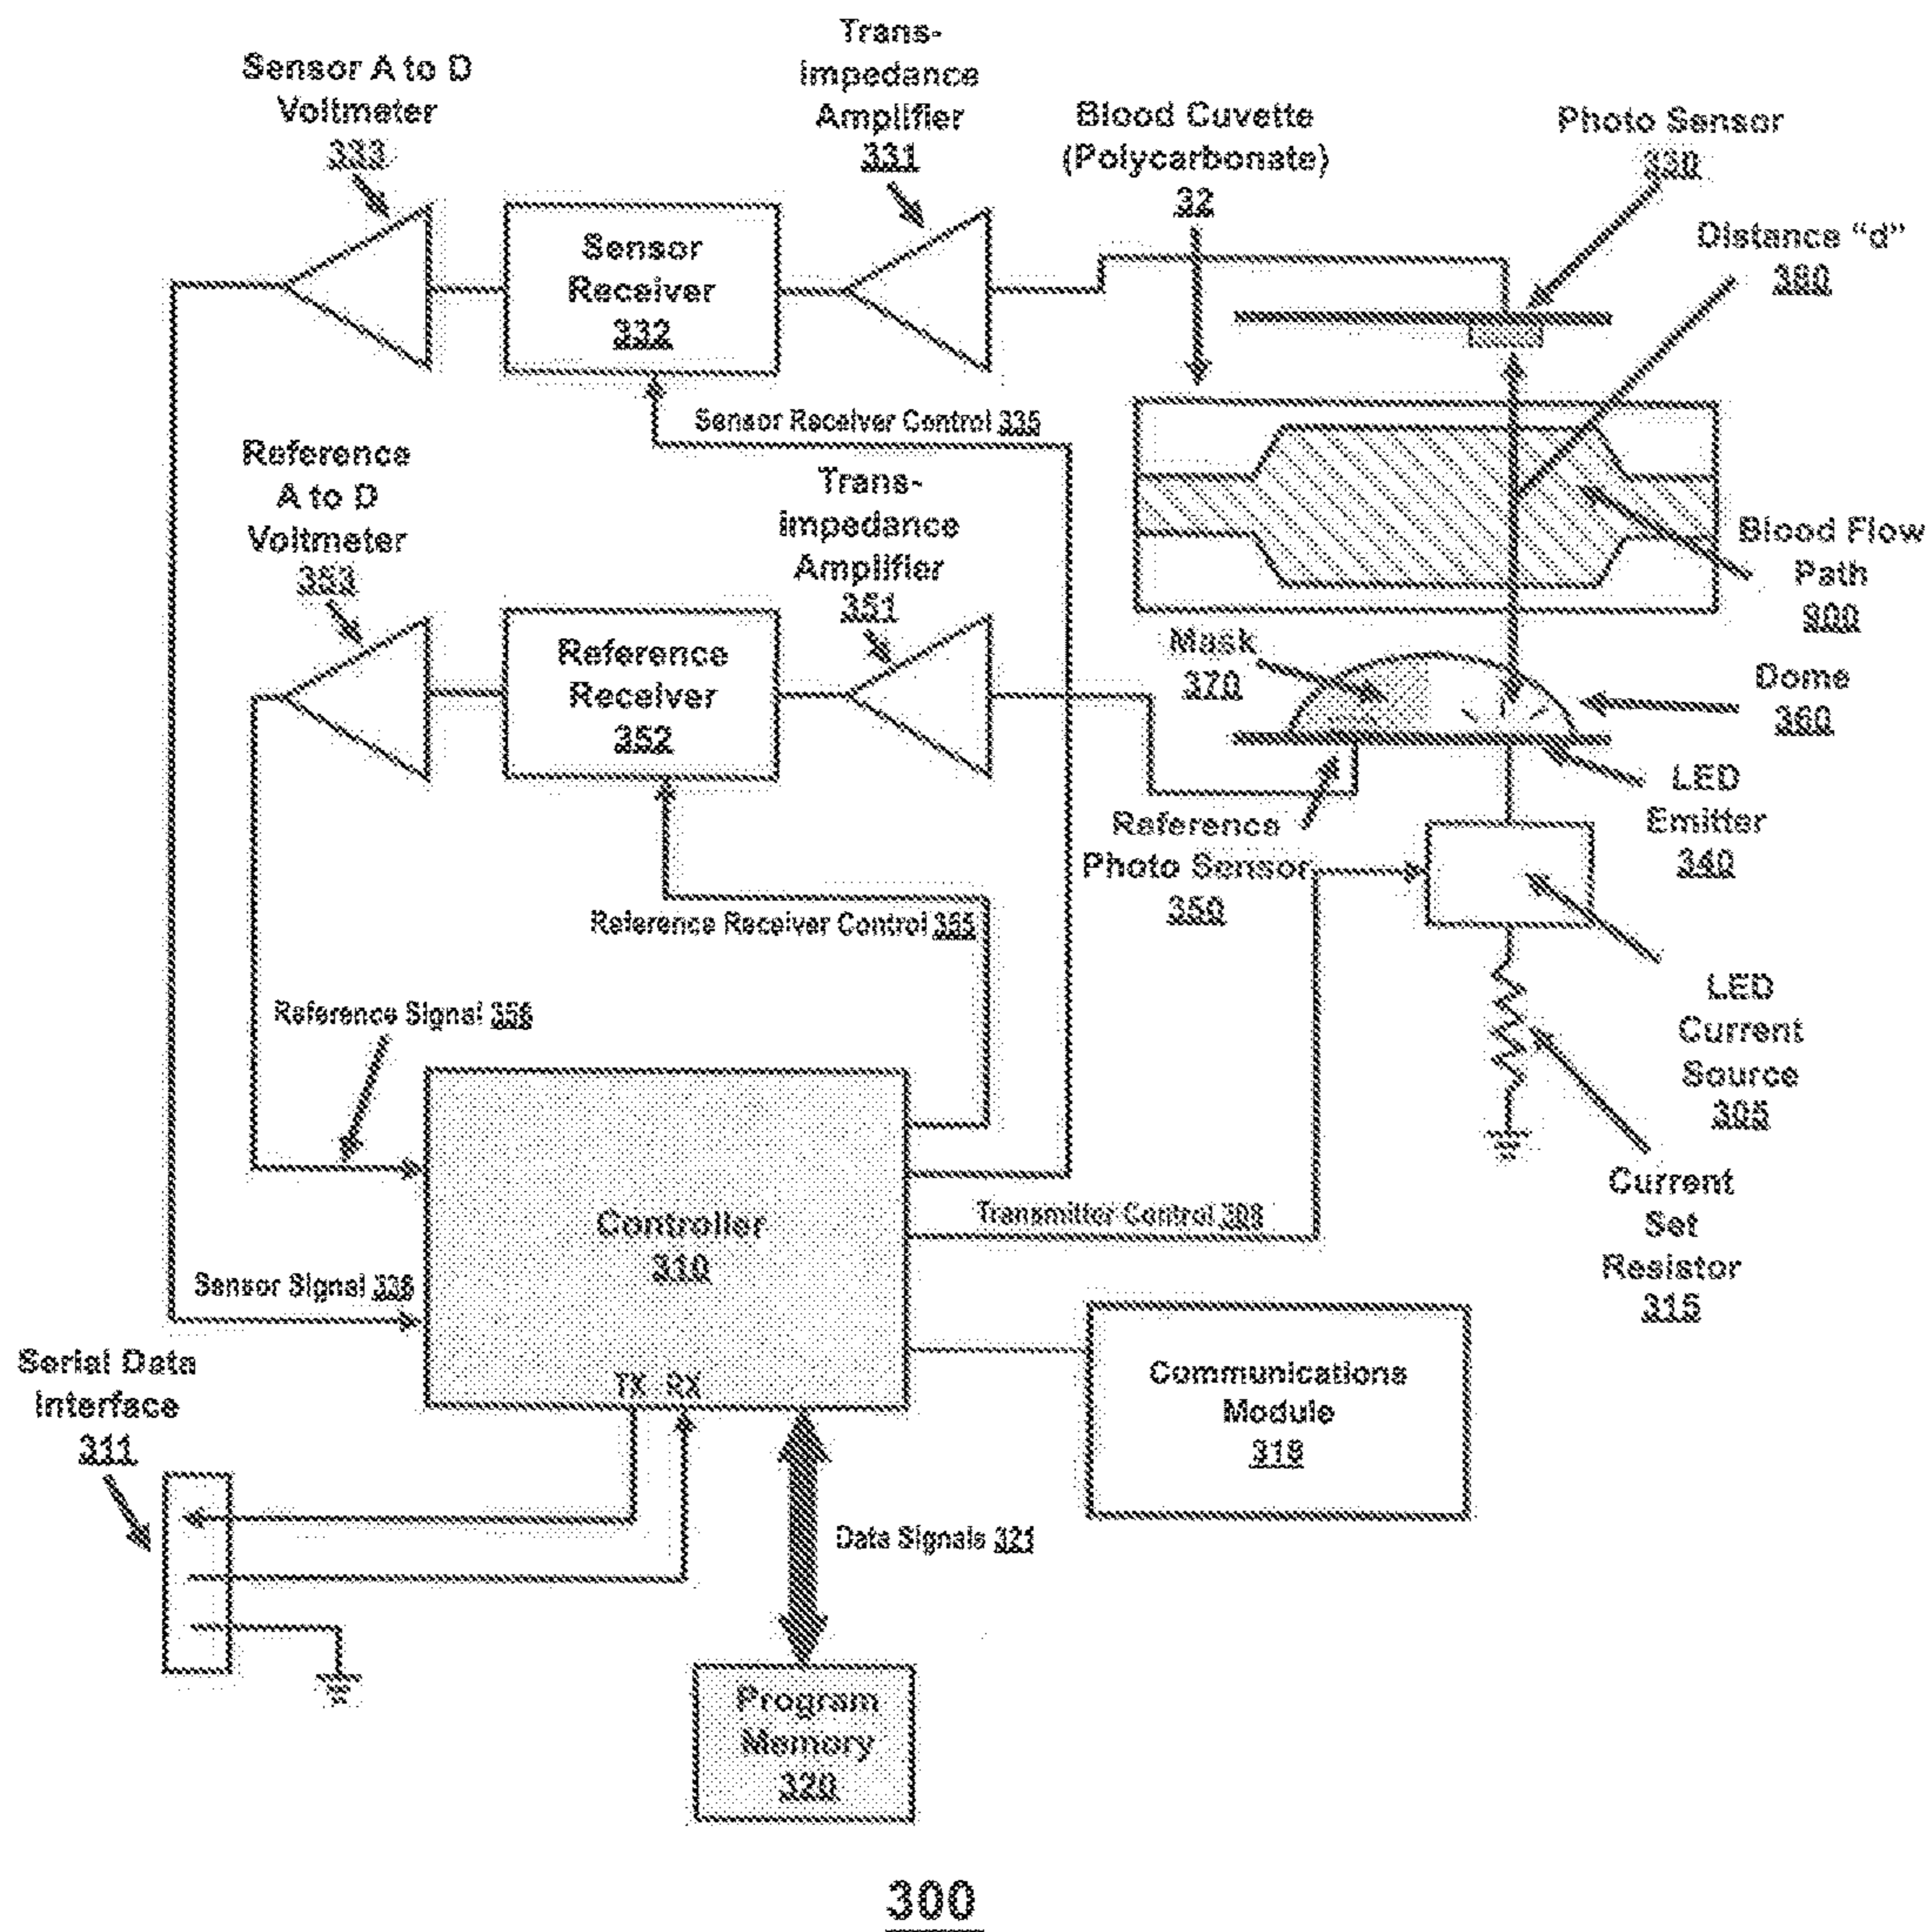 Sensor A to D
Voltmeter
333
Trans-
impedance
Amplifier
331
Blood Cuvette
(Polycarbonate)
32
Photo Sensor
330
Distance "d"
380
Sensor
Receiver
332
Sensor Receiver Control 335
Reference
A to D
Voltmeter
353
Trans-
impedance
Amplifier
351
Blood Flow
Path
900
Reference
Receiver
352
Mask
370
Dome
360
LED
Emitter
340
Reference
Photo Sensor
350
Reference Receiver Control 355
LED
Current
Source
305
Reference Signal 356
Current
Set
Resistor
315
Controller
310
Transmitter Control 308
Sensor Signal 336
TX RX
Serial Data
Interface
311
Communications
Module
318
Data Signals 321
Program
Memory
320
300